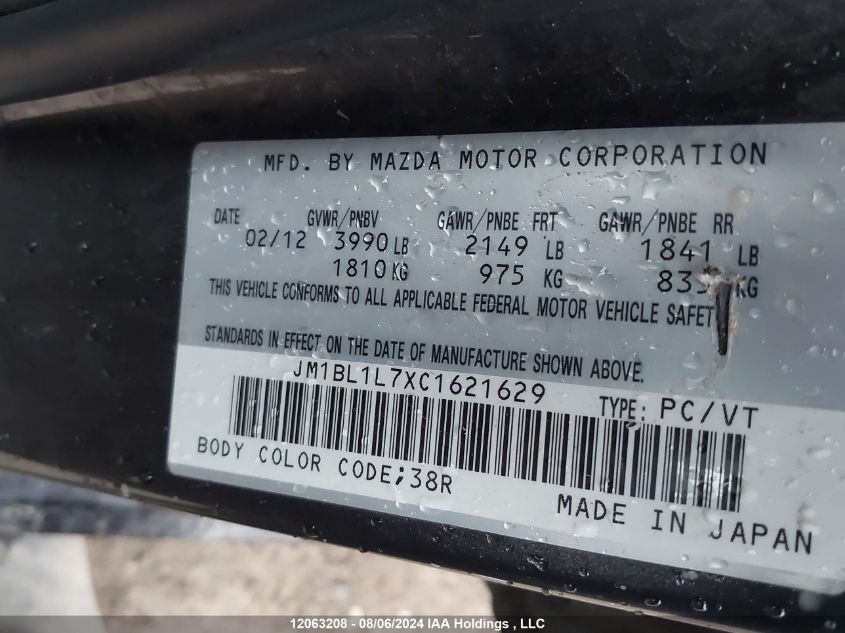 MFD. BY MAZDA MOTOR CORPORATION
DATE GVWR/PNBV GAWR/PNBE FRT GAWR/PNBE RR
02/12 3990 LB 2149 LB 1841 LB
1810 KG 975 KG KG
THIS VEHICLE CONFORMS TO ALL APPLICABLE FEDERAL MOTOR VEHICLE SAFET
STANDARDS IN EFFECT ON THE DATE OF MANUFACTURE SHOWN ABOVE.
JM1BL1L7XC1621629 TYPE: PC/VT
BODY COLOR CODE;38R
MADE IN JAPAN
12063208 - 08/06/2024 IAA Holdings , LLC